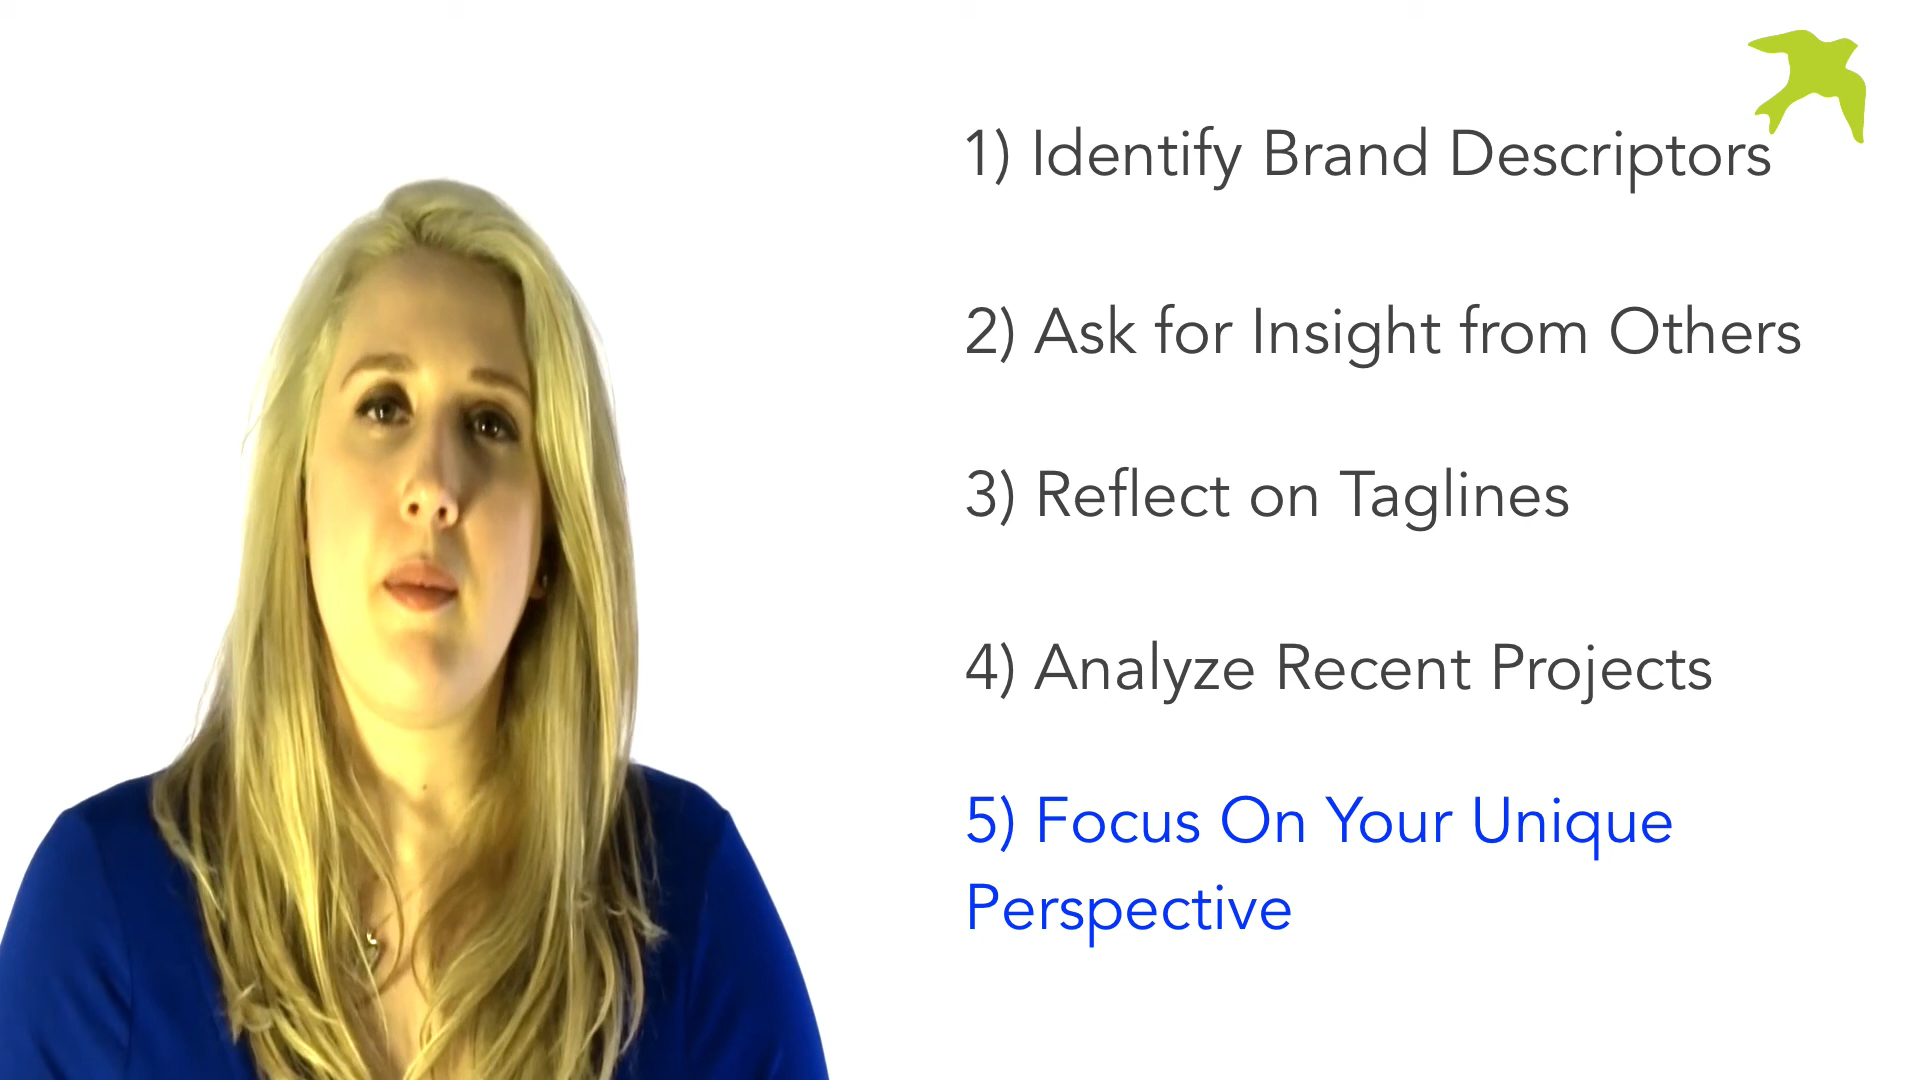 1) Identify Brand Descriptors
2) Ask for Insight from Others
3) Reflect on Taglines
4) Analyze Recent Projects
5) Focus On Your Unique
Perspective